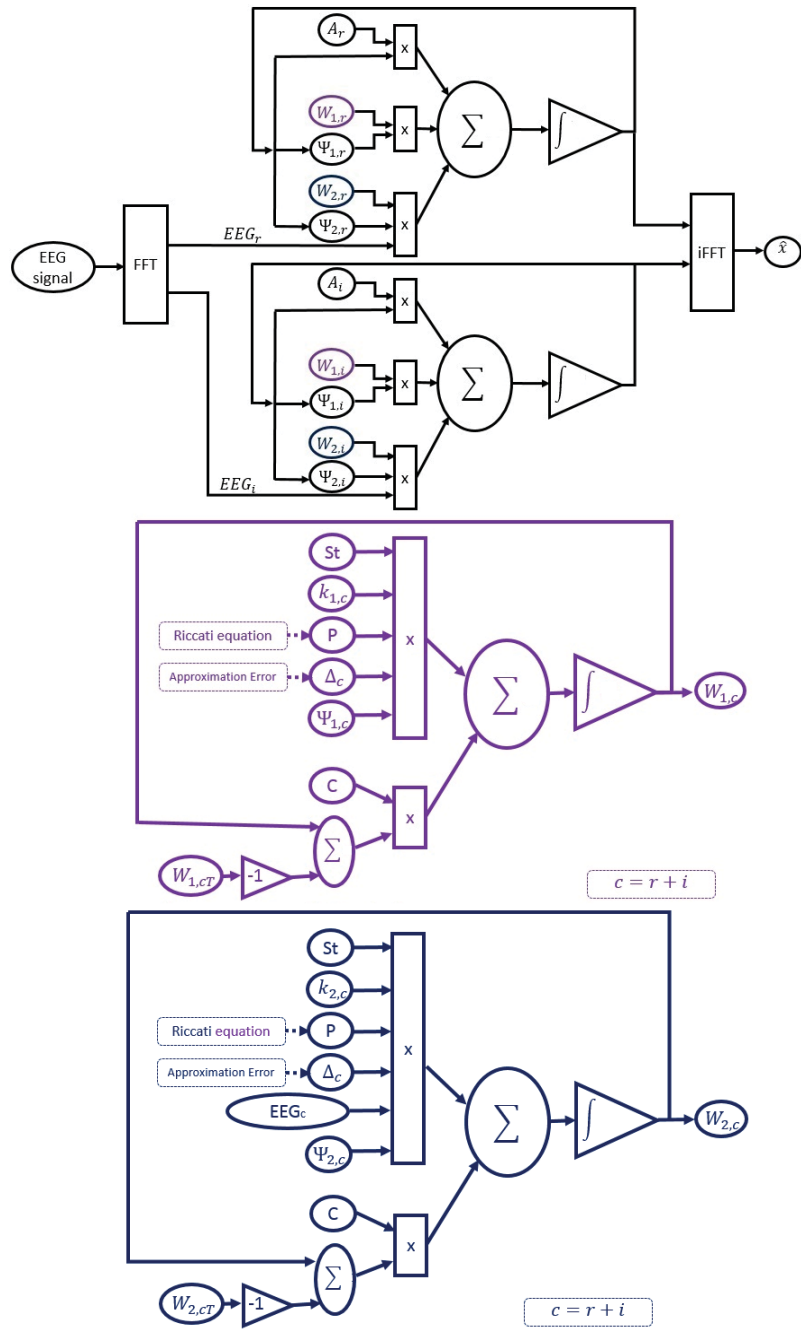 A_r
x
W_{1,r}
x
Ψ_{1,r}
∑
∫
W_{2,r}
x
Ψ_{2,r}
EEG_r
EEG
signal
FFT
iFFT
x̂
A_i
x
W_{1,i}
x
Ψ_{1,i}
∑
∫
W_{2,i}
x
Ψ_{2,i}
EEG_i
St
k_{1,c}
Riccati equation
P
x
Approximation Error
Δ_c
Ψ_{1,c}
∑
∫
W_{1,c}
C
x
∑
W_{1,cT}
-1
c = r + i
St
k_{2,c}
Riccati equation
P
x
Approximation Error
Δ_c
EEGc
Ψ_{2,c}
∑
∫
W_{2,c}
C
x
∑
W_{2,cT}
-1
c = r + i